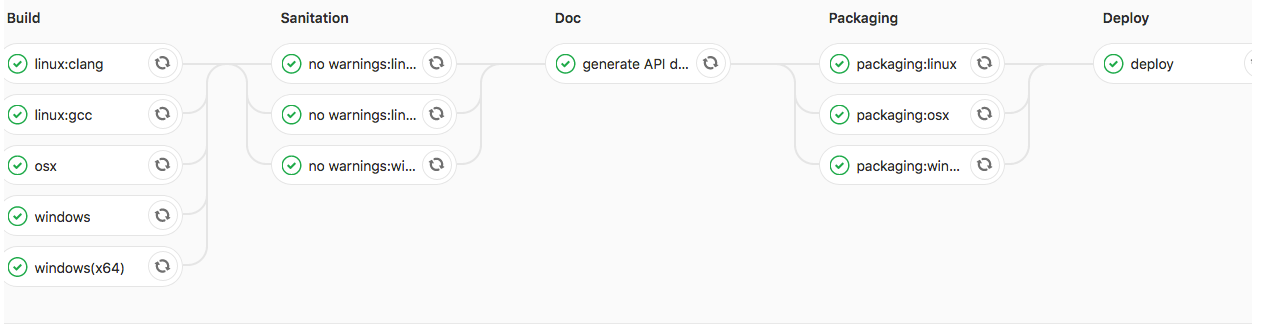 Build
Sanitation
Doc
Packaging
Deploy
linux:clang
no warnings:lin...
generate API d...
packaging:linux
deploy
linux:gcc
no warnings:lin...
packaging:osx
osx
no warnings:wi...
packaging:win...
windows
windows(x64)